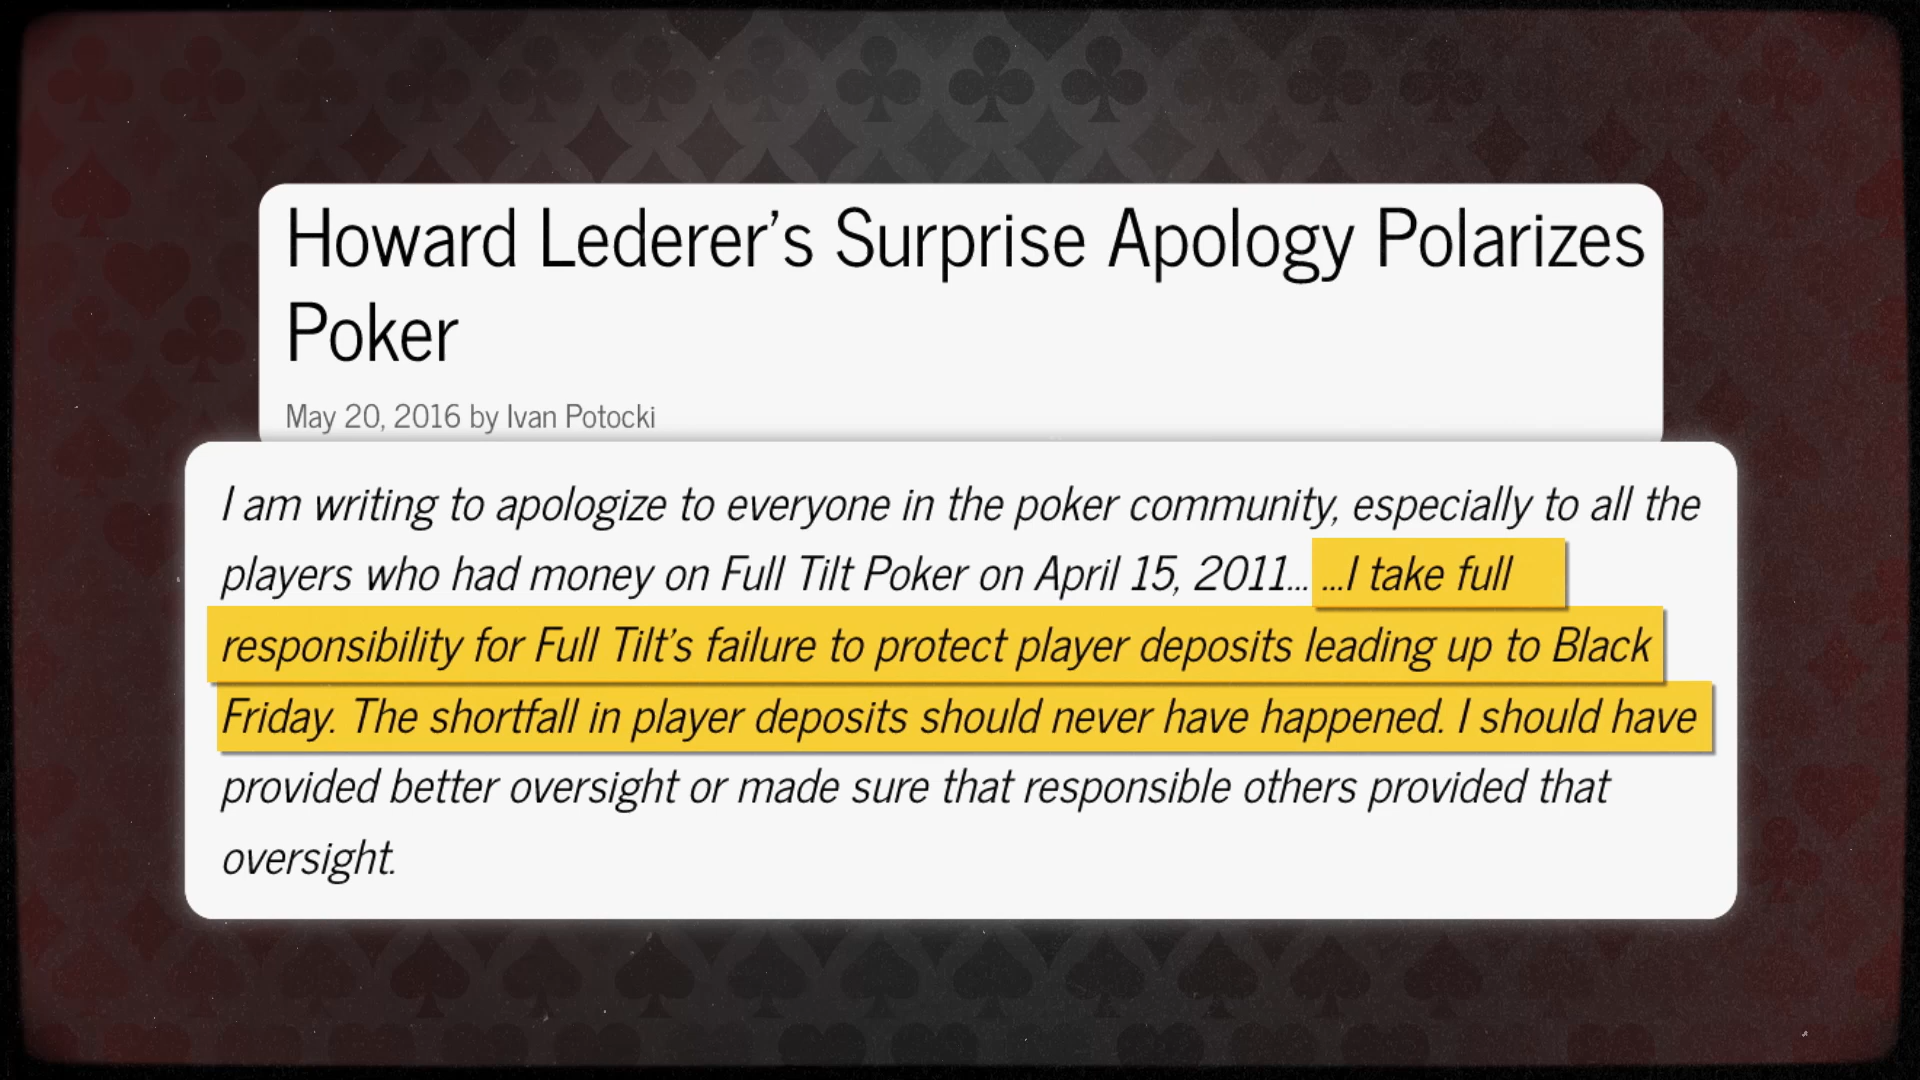 Howard Lederer’s Surprise Apology Polarizes
Poker
May 20, 2016 by Ivan Potocki
I am writing to apologize to everyone in the poker community, especially to all the
players who had money on Full Tilt Poker on April 15, 2011... ...I take full
responsibility for Full Tilt’s failure to protect player deposits leading up to Black
Friday. The shortfall in player deposits should never have happened. I should have
provided better oversight or made sure that responsible others provided that
oversight.